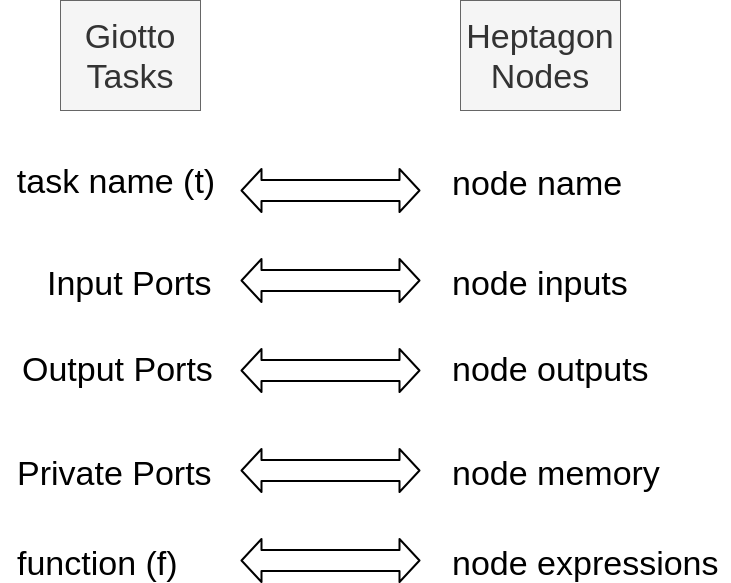 Giotto
Tasks
Heptagon
Nodes
task name (t)
node name
Input Ports
node inputs
Output Ports
node outputs
Private Ports
node memory
function (f)
node expressions